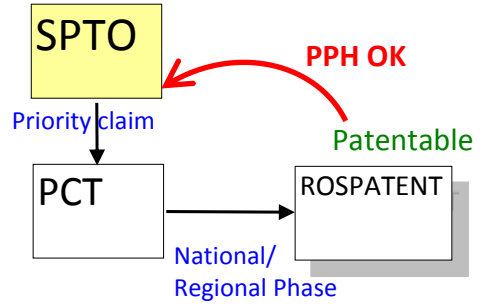 SPTO
PPH OK
Priority claim
Patentable
PCT
ROSPATENT
National/
Regional Phase